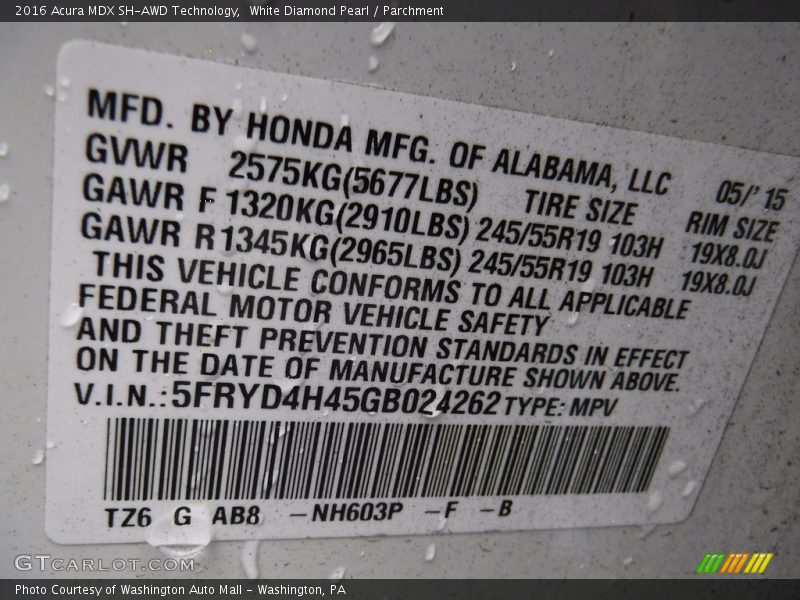 2016 Acura MDX SH-AWD Technology,  White Diamond Pearl / Parchment
MFD. BY HONDA MFG. OF ALABAMA, LLC 05/'15
GVWR 2575KG(5677LBS) TIRE SIZE RIM SIZE
GAWR F 1320KG(2910LBS) 245/55R19 103H 19X8.0J
GAWR R 1345KG(2965LBS) 245/55R19 103H 19X8.0J
THIS VEHICLE CONFORMS TO ALL APPLICABLE
FEDERAL MOTOR VEHICLE SAFETY
AND THEFT PREVENTION STANDARDS IN EFFECT
ON THE DATE OF MANUFACTURE SHOWN ABOVE.
V.I.N.: 5FRYD4H45GB024262 TYPE: MPV
TZ6 G AB8 –NH603P –F –B
GTCARLOT.COM
Photo Courtesy of Washington Auto Mall – Washington, PA